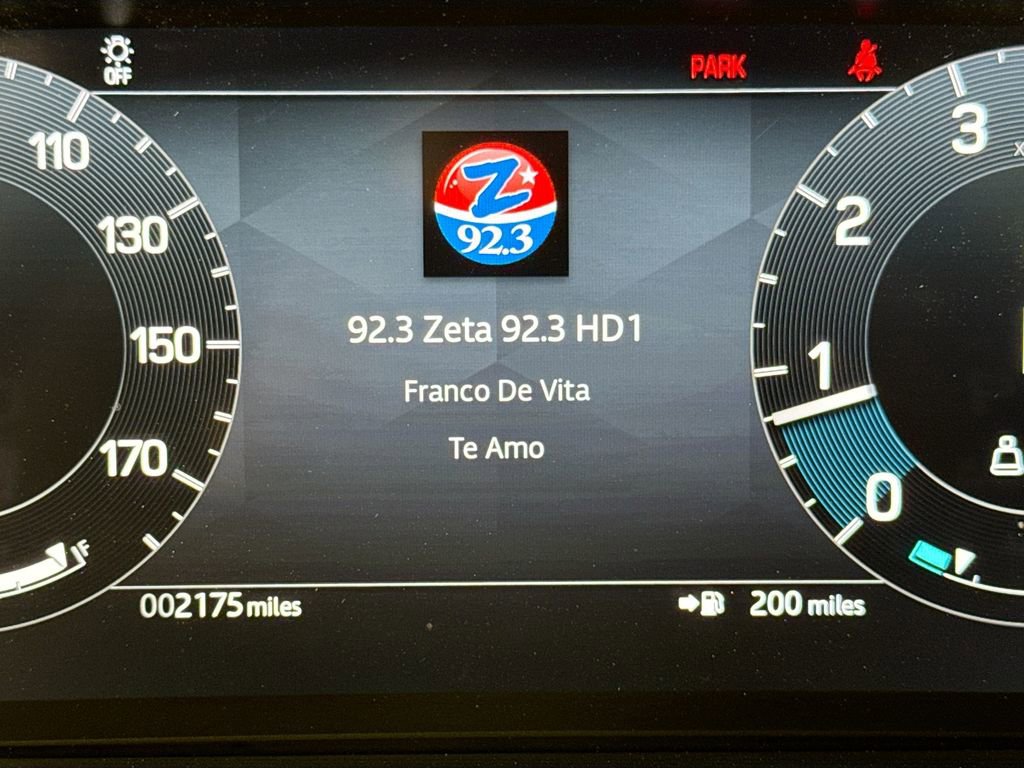 OFF
PARK
110
130
150
170
F
3
2
1
0
Z
92.3
92.3 Zeta 92.3 HD1
Franco De Vita
Te Amo
002175 miles
200 miles